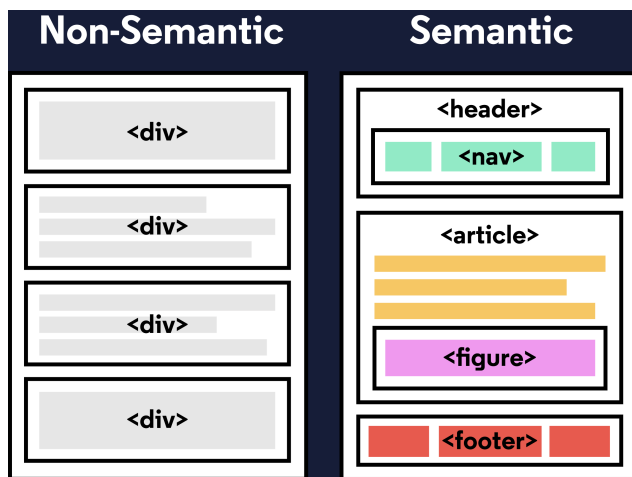 Non-Semantic
<div>
<div>
<div>
<div>
Semantic
<header>
<nav>
<article>
<figure>
<footer>